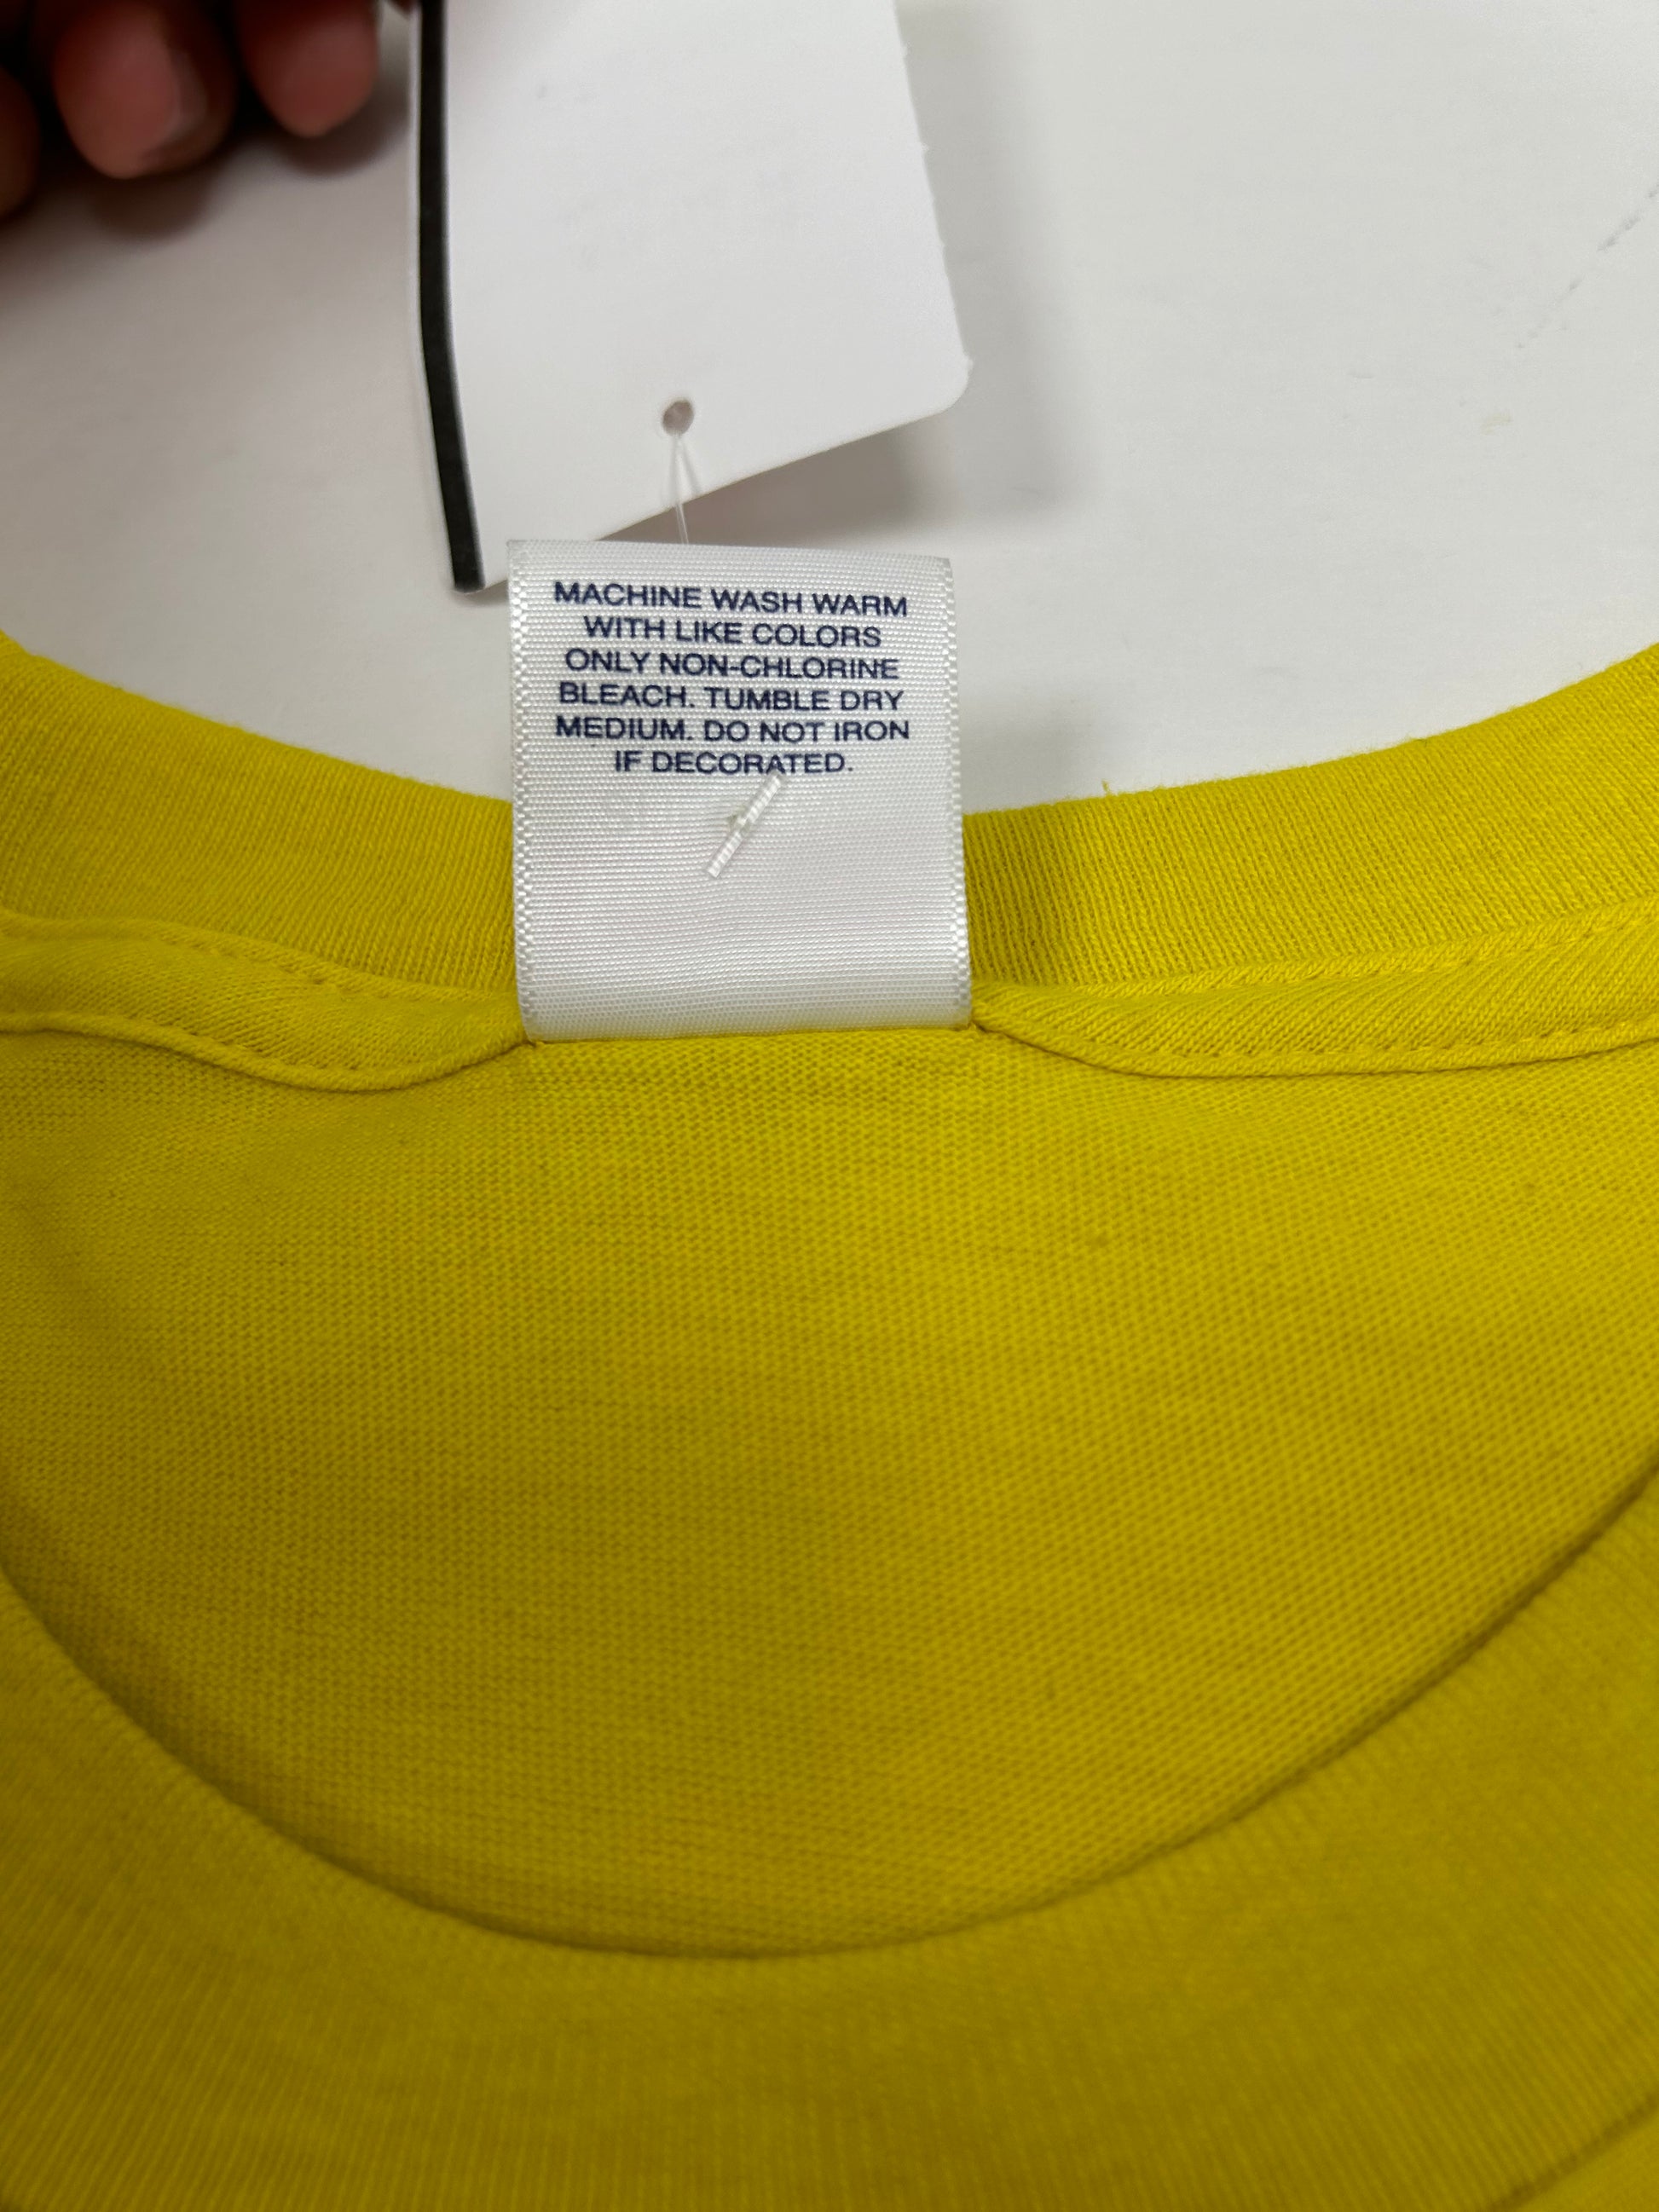 MACHINE WASH WARM
WITH LIKE COLORS
ONLY NON-CHLORINE
BLEACH. TUMBLE DRY
MEDIUM. DO NOT IRON
IF DECORATED.